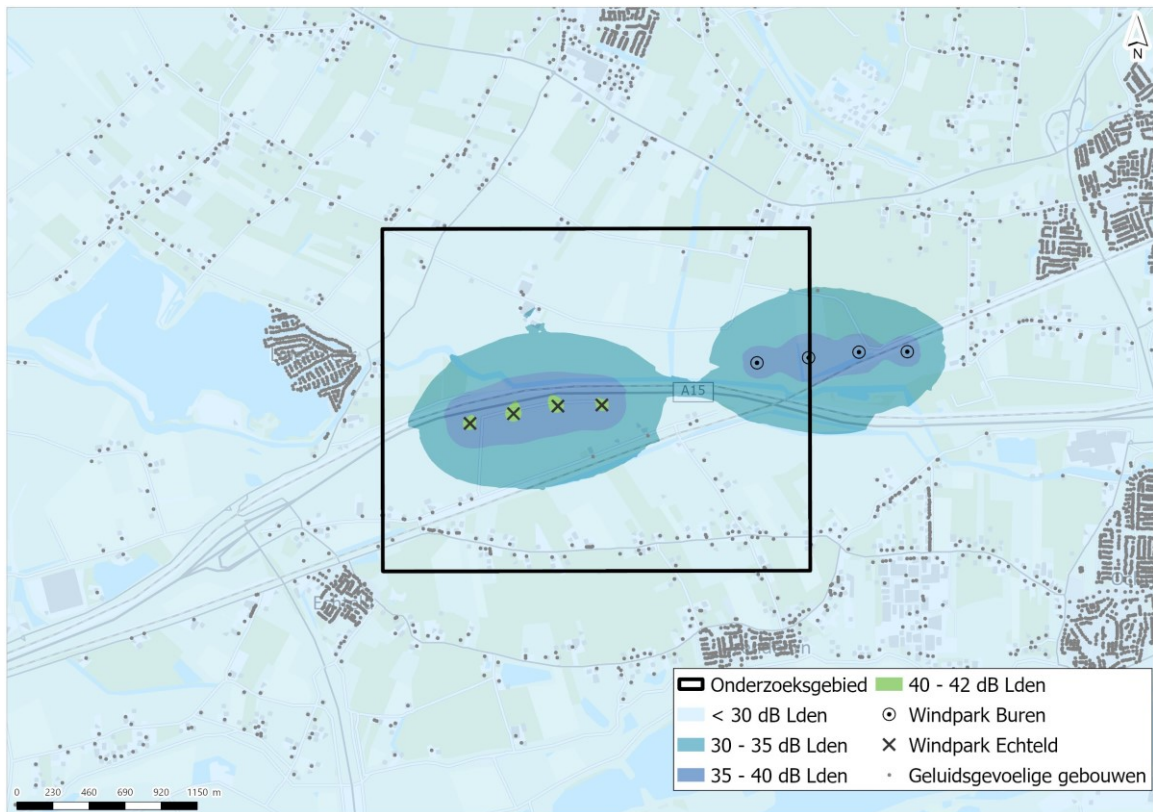 N
A15
Onderzoeksgebied
< 30 dB Lden
30 - 35 dB Lden
35 - 40 dB Lden
40 - 42 dB Lden
Windpark Buren
Windpark Echteld
Geluidsgevoelige gebouwen
0 230 460 690 920 1150 m